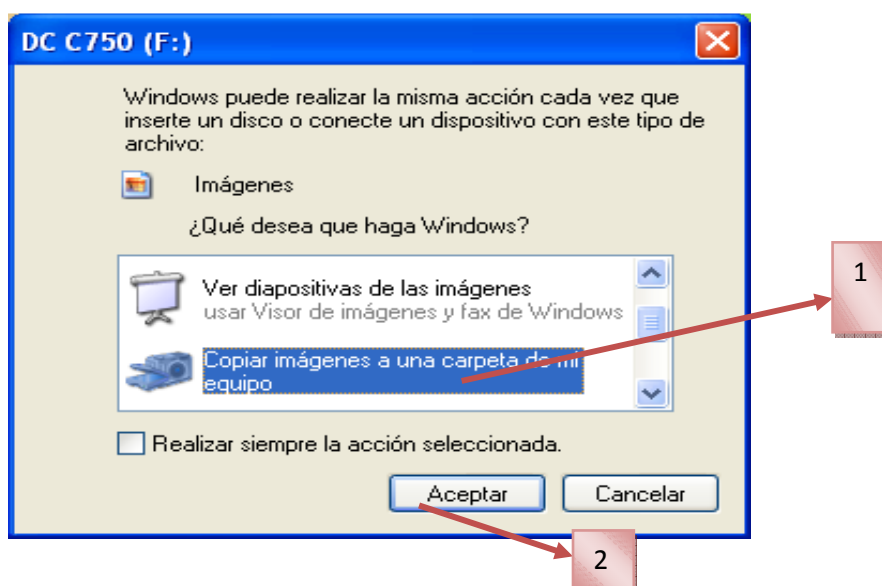 DC C750 (F:)
Windows puede realizar la misma acción cada vez que
inserte un disco o conecte un dispositivo con este tipo de
archivo:
Imágenes
¿Qué desea que haga Windows?
Ver diapositivas de las imágenes
usar Visor de imágenes y fax de Windows
Copiar imágenes a una carpeta de mi
equipo
1
Realizar siempre la acción seleccionada.
Aceptar
Cancelar
2